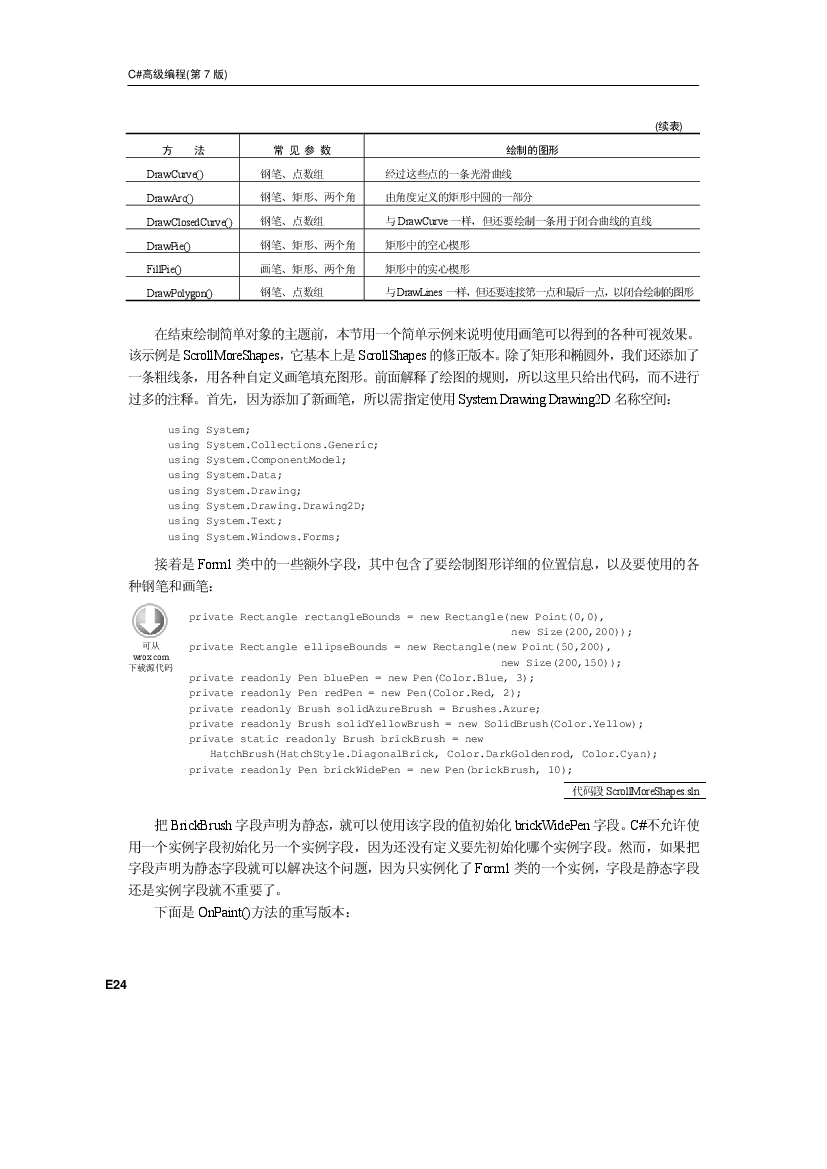 C#高级编程(第 7 版)
(续表)
方 法 常 见 参 数 绘制的图形
DrawCurve() 钢笔、点数组 经过这些点的一条光滑曲线
DrawArc() 钢笔、矩形、两个角 由角度定义的矩形中圆的一部分
DrawClosedCurve() 钢笔、点数组 与 DrawCurve 一样，但还要绘制一条用于闭合曲线的直线
DrawPie() 钢笔、矩形、两个角 矩形中的空心楔形
FillPie() 画笔、矩形、两个角 矩形中的实心楔形
DrawPolygon() 钢笔、点数组 与 DrawLines 一样，但还要连接第一点和最后一点，以闭合绘制的图形
在结束绘制简单对象的主题前，本节用一个简单示例来说明使用画笔可以得到的各种可视效果。
该示例是 ScrollMoreShapes，它基本上是 ScrollShapes 的修正版本。除了矩形和椭圆外，我们还添加了
一条粗线条，用各种自定义画笔填充图形。前面解释了绘图的规则，所以这里只给出代码，而不进行
过多的注释。首先，因为添加了新画笔，所以需指定使用 System.Drawing.Drawing2D 名称空间：
using System;
using System.Collections.Generic;
using System.ComponentModel;
using System.Data;
using System.Drawing;
using System.Drawing.Drawing2D;
using System.Text;
using System.Windows.Forms;
接着是 Form1 类中的一些额外字段，其中包含了要绘制图形详细的位置信息，以及要使用的各
种钢笔和画笔：
可从
wrox.com
下载源代码
private Rectangle rectangleBounds = new Rectangle(new Point(0,0),
new Size(200,200));
private Rectangle ellipseBounds = new Rectangle(new Point(50,200),
new Size(200,150));
private readonly Pen bluePen = new Pen(Color.Blue, 3);
private readonly Pen redPen = new Pen(Color.Red, 2);
private readonly Brush solidAzureBrush = Brushes.Azure;
private readonly Brush solidYellowBrush = new SolidBrush(Color.Yellow);
private static readonly Brush brickBrush = new
HatchBrush(HatchStyle.DiagonalBrick, Color.DarkGoldenrod, Color.Cyan);
private readonly Pen brickWidePen = new Pen(brickBrush, 10);
代码段 ScrollMoreShapes.sln
把 BrickBrush 字段声明为静态，就可以使用该字段的值初始化 brickWidePen 字段。C#不允许使
用一个实例字段初始化另一个实例字段，因为还没有定义要先初始化哪个实例字段。然而，如果把
字段声明为静态字段就可以解决这个问题，因为只实例化了 Form1 类的一个实例，字段是静态字段
还是实例字段就不重要了。
下面是 OnPaint()方法的重写版本：
E24